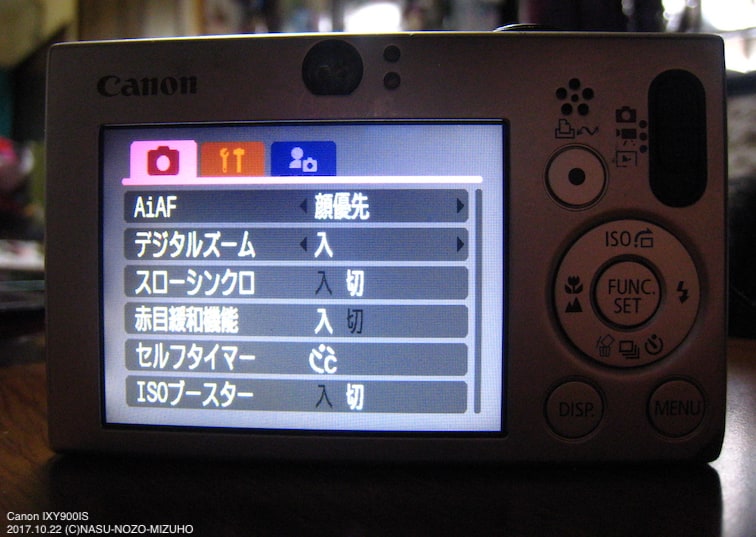 Canon
AiAF 顔優先
デジタルズーム 入
スローシンクロ 入 切
赤目緩和機能 入 切
セルフタイマー
ISOブースター 入 切
ISO
FUNC.
SET
DISP.
MENU
Canon IXY900IS
2017.10.22 (C)NASU-NOZO-MIZUHO